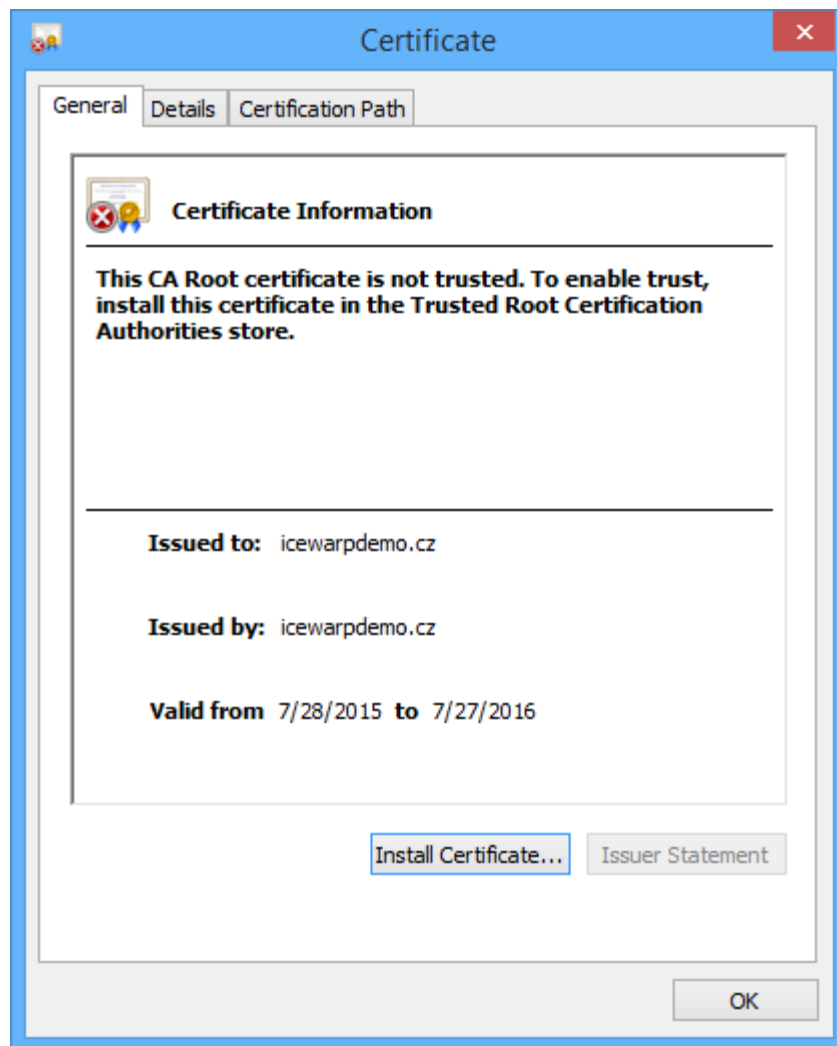 Certificate
General Details Certification Path
Certificate Information
This CA Root certificate is not trusted. To enable trust,
install this certificate in the Trusted Root Certification
Authorities store.
Issued to: icewarpdemo.cz
Issued by: icewarpdemo.cz
Valid from 7/28/2015 to 7/27/2016
Install Certificate... Issuer Statement
OK